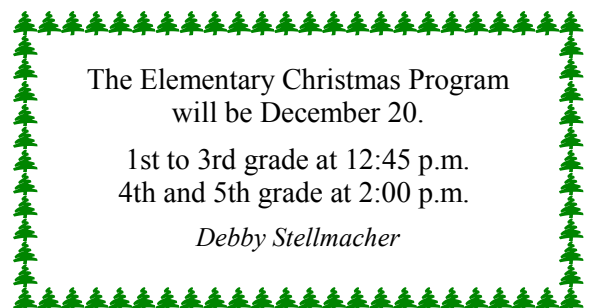 The Elementary Christmas Program
will be December 20.
1st to 3rd grade at 12:45 p.m.
4th and 5th grade at 2:00 p.m.
Debby Stellmacher